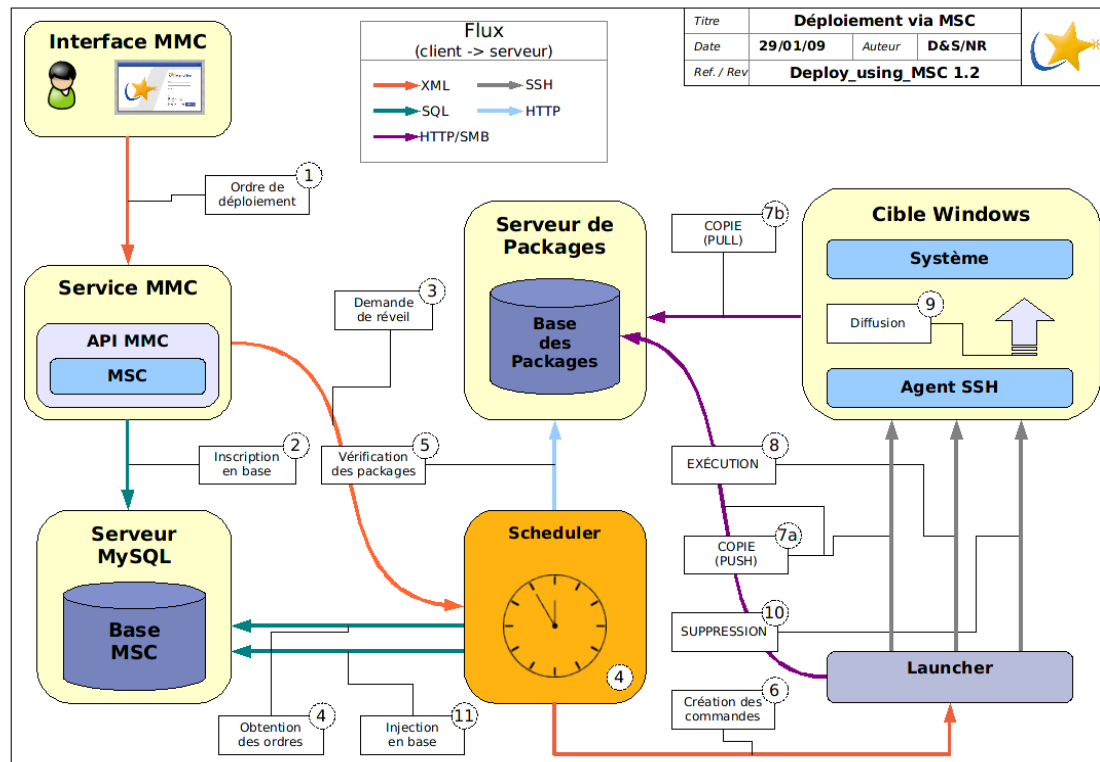 Interface MMC
Flux
(client -> serveur)
XML
SSH
SQL
HTTP
HTTP/SMB
Titre
Déploiement via MSC
Date
29/01/09
Auteur
D&S/NR
Ref. / Rev
Deploy_using_MSC 1.2
Ordre de
déploiement
1
Service MMC
API MMC
MSC
Demande
de réveil
3
Serveur de
Packages
Base
des
Packages
COPIE
(PULL)
7b
Cible Windows
Système
Diffusion
9
Agent SSH
Inscription
en base
2
Vérification
des packages
5
EXÉCUTION
8
COPIE
(PUSH)
7a
SUPPRESSION
10
Serveur
MySQL
Base
MSC
Scheduler
4
Launcher
Obtention
des ordres
4
Injection
en base
11
Création des
commandes
6